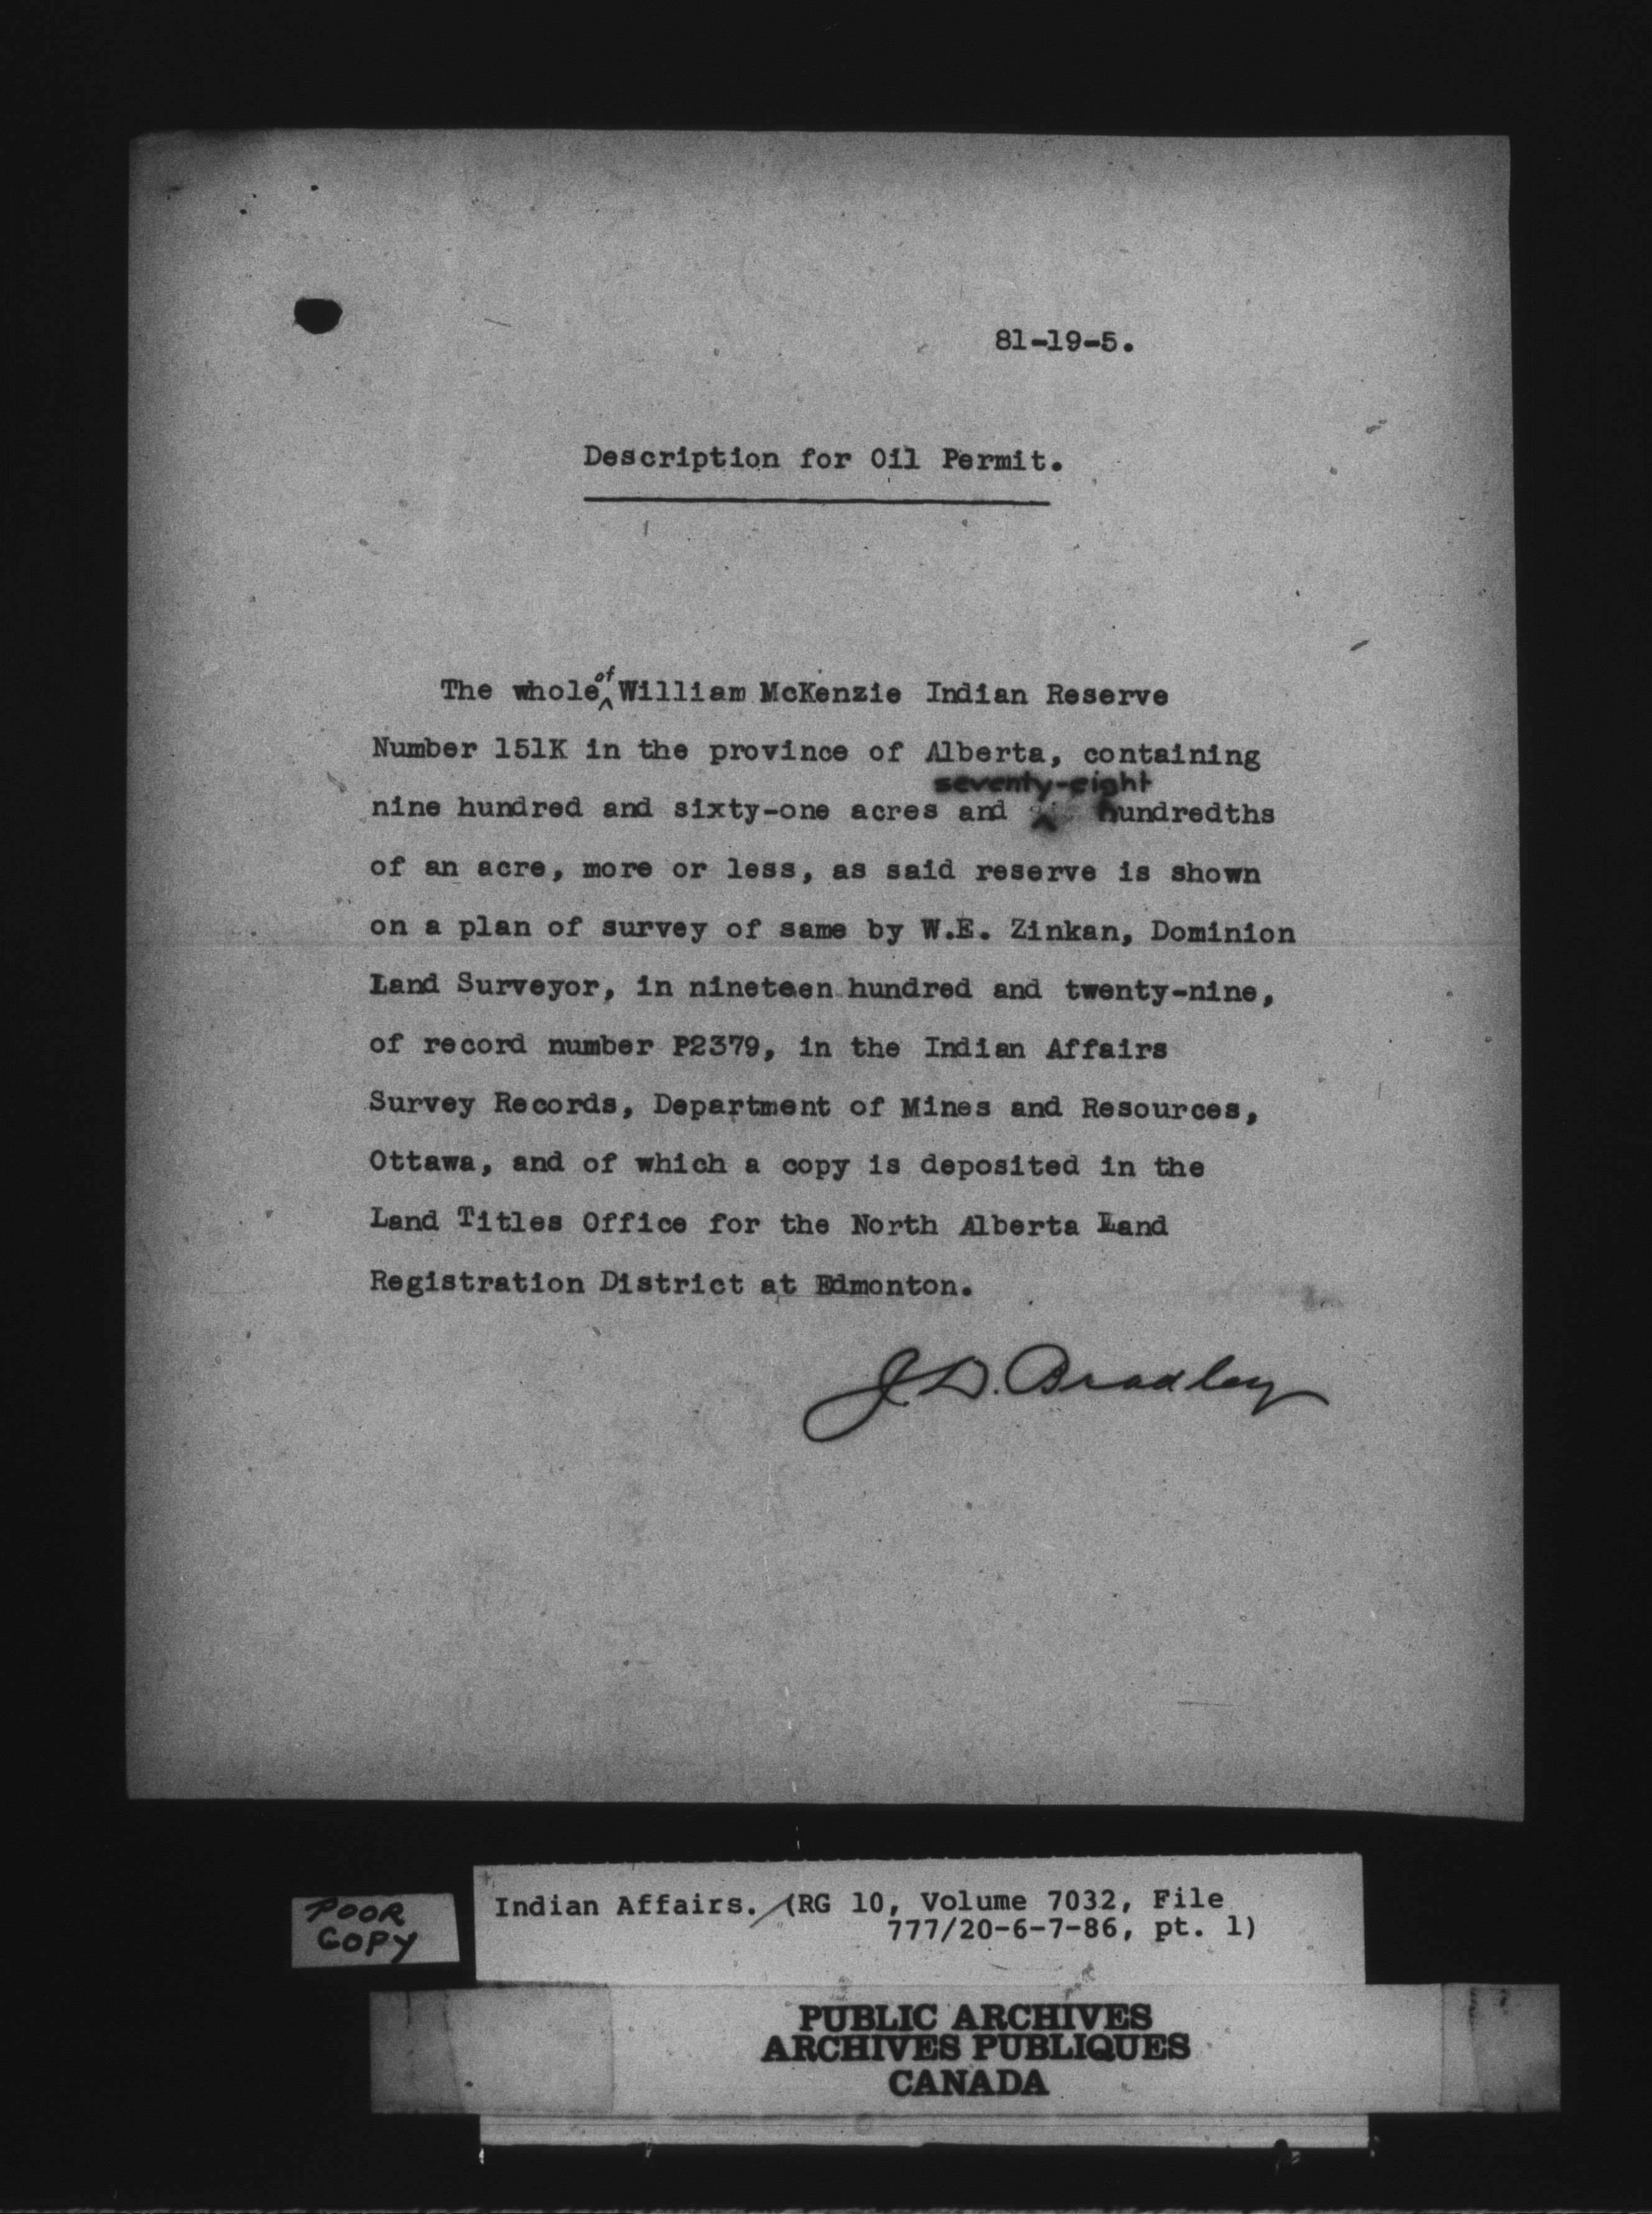 81-19-5.
Description for Oil Permit.
The whole of William McKenzie Indian Reserve
Number 151K in the province of Alberta, containing
nine hundred and sixty-one acres and seventy-eight hundredths
of an acre, more or less, as said reserve is shown
on a plan of survey of same by W.E. Zinkan, Dominion
Land Surveyor, in nineteen hundred and twenty-nine,
of record number P2379, in the Indian Affairs
Survey Records, Department of Mines and Resources,
Ottawa, and of which a copy is deposited in the
Land Titles Office for the North Alberta Land
Registration District at Edmonton.
J.D. Bradley
POOR
COPY
Indian Affairs. (RG 10, Volume 7032, File
777/20-6-7-86, pt. 1)
PUBLIC ARCHIVES
ARCHIVES PUBLIQUES
CANADA